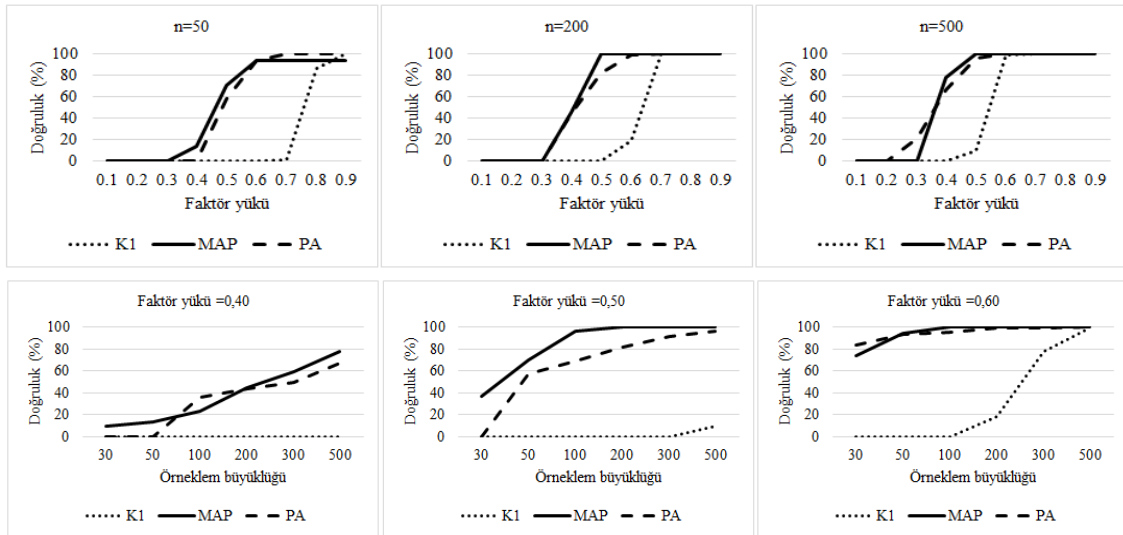 n=50
Doğruluk (%)
100
80
60
40
20
0
0.1 0.2 0.3 0.4 0.5 0.6 0.7 0.8 0.9
Faktör yükü
K1 MAP PA
n=200
Doğruluk (%)
100
80
60
40
20
0
0.1 0.2 0.3 0.4 0.5 0.6 0.7 0.8 0.9
Faktör yükü
K1 MAP PA
n=500
Doğruluk (%)
100
80
60
40
20
0
0.1 0.2 0.3 0.4 0.5 0.6 0.7 0.8 0.9
Faktör yükü
K1 MAP PA
Faktör yükü =0,40
Doğruluk (%)
100
80
60
40
20
0
30 50 100 200 300 500
Örneklem büyüklüğü
K1 MAP PA
Faktör yükü =0,50
Doğruluk (%)
100
80
60
40
20
0
30 50 100 200 300 500
Örneklem büyüklüğü
K1 MAP PA
Faktör yükü =0,60
Doğruluk (%)
100
80
60
40
20
0
30 50 100 200 300 500
Örneklem büyüklüğü
K1 MAP PA